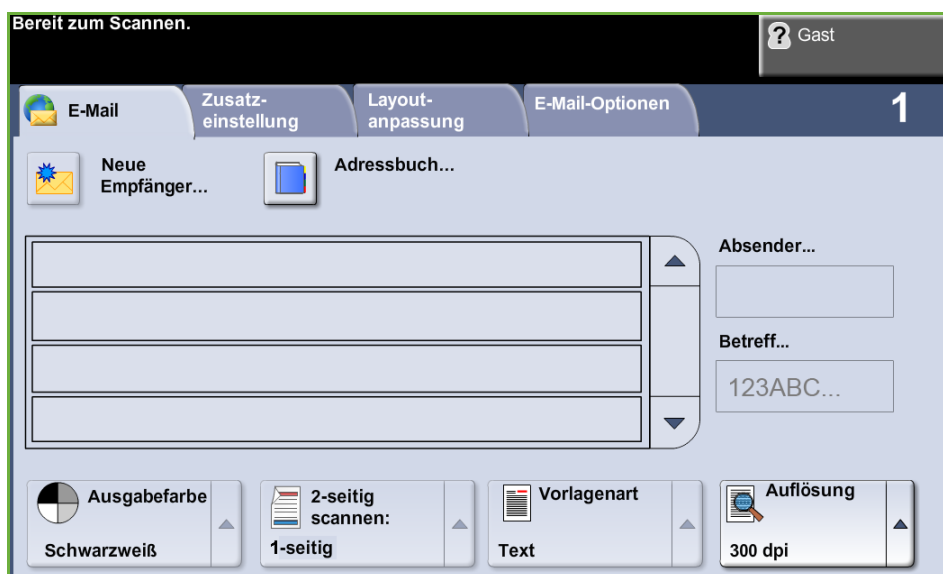 Bereit zum Scannen.
? Gast
E-Mail
Zusatz-
einstellung
Layout-
anpassung
E-Mail-Optionen
1
Neue
Empfänger...
Adressbuch...
Absender...
Betreff...
123ABC...
Ausgabefarbe
Schwarzweiß
2-seitig
scannen:
1-seitig
Vorlagenart
Text
Auflösung
300 dpi